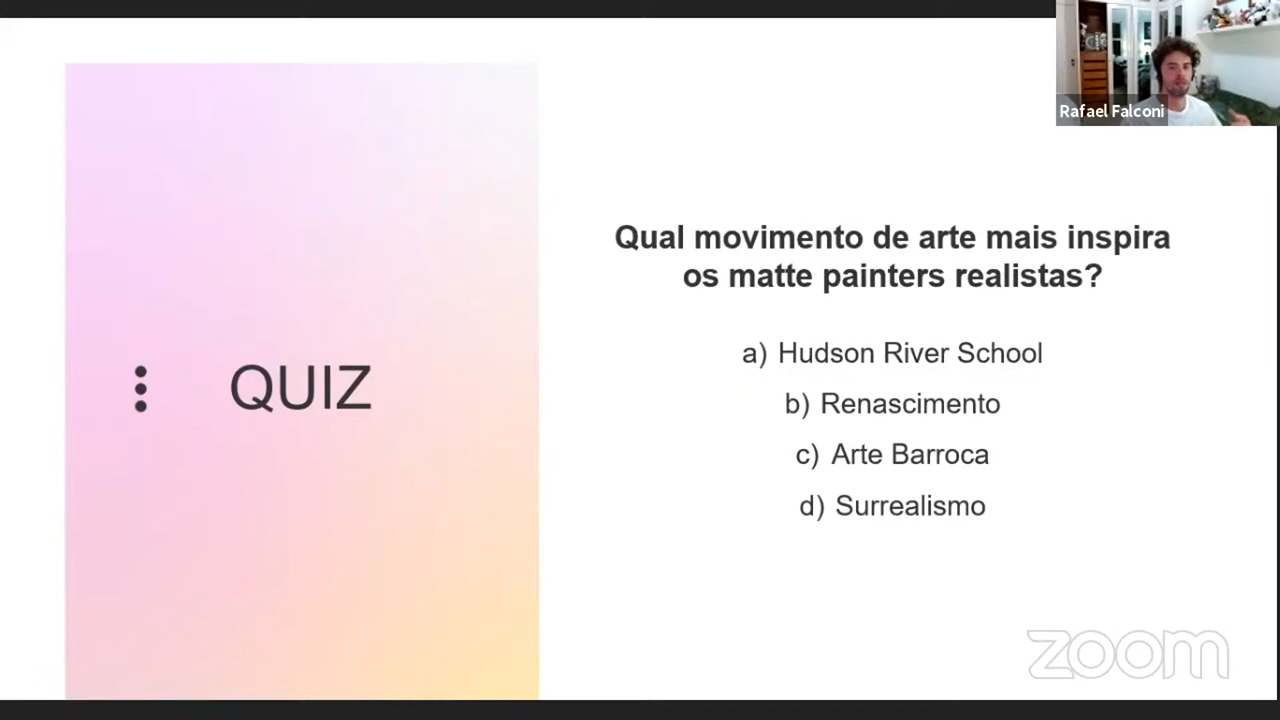 Rafael Falconi
QUIZ
Qual movimento de arte mais inspira
os matte painters realistas?
a) Hudson River School
b) Renascimento
c) Arte Barroca
d) Surrealismo
zoom